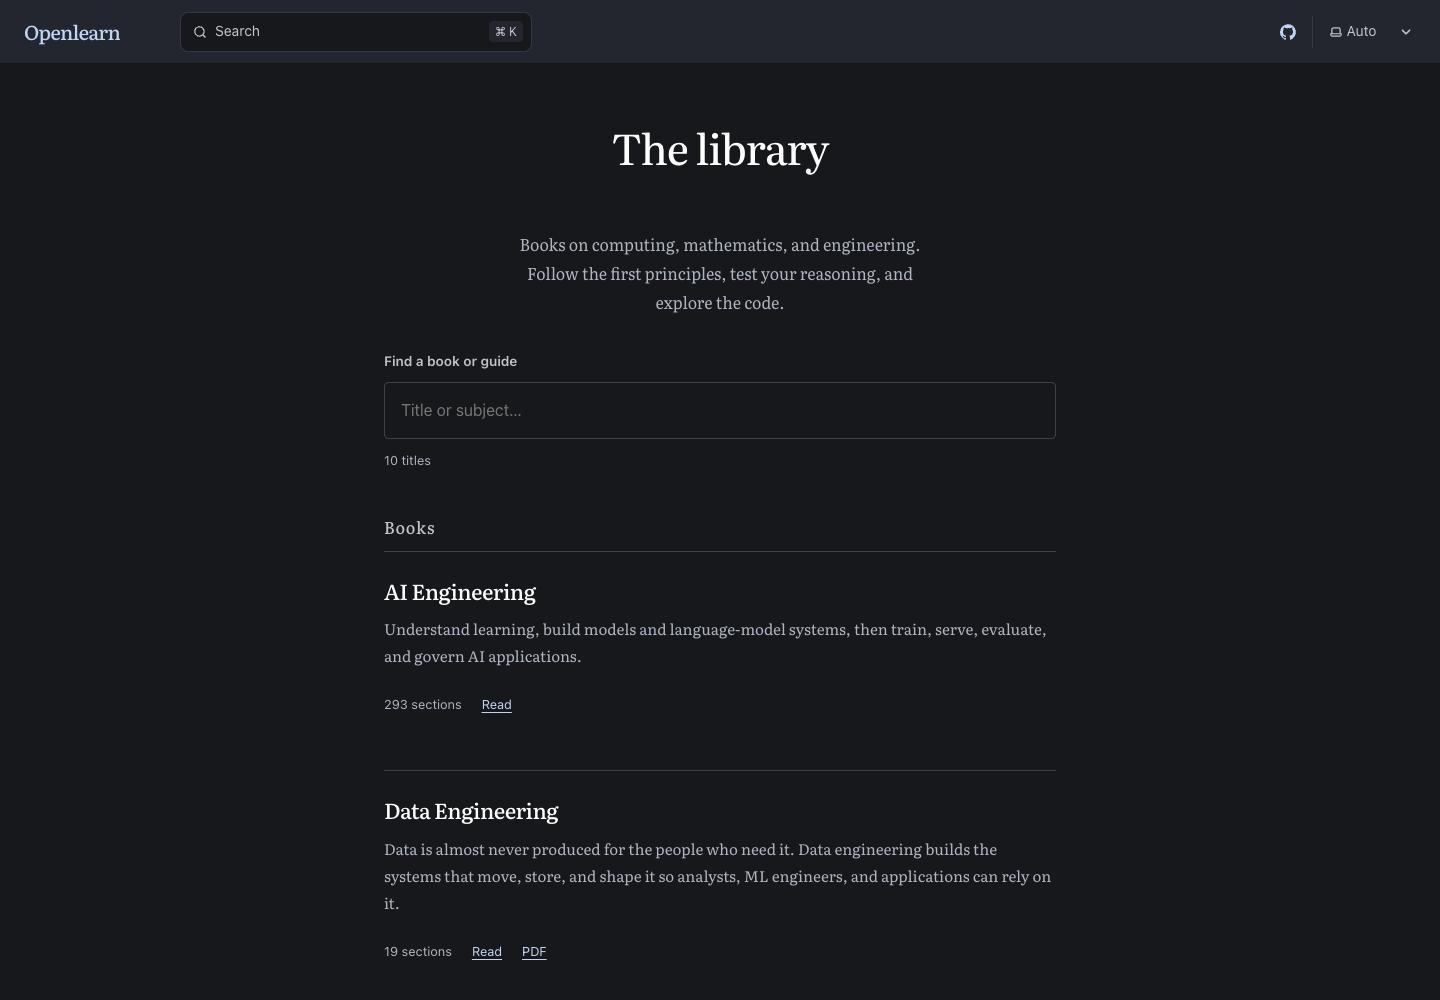 Openlearn
Search
⌘ K
Auto
The library
Books on computing, mathematics, and engineering.
Follow the first principles, test your reasoning, and
explore the code.
Find a book or guide
Title or subject...
10 titles
Books
AI Engineering
Understand learning, build models and language-model systems, then train, serve, evaluate,
and govern AI applications.
293 sections Read
Data Engineering
Data is almost never produced for the people who need it. Data engineering builds the
systems that move, store, and shape it so analysts, ML engineers, and applications can rely on
it.
19 sections Read PDF